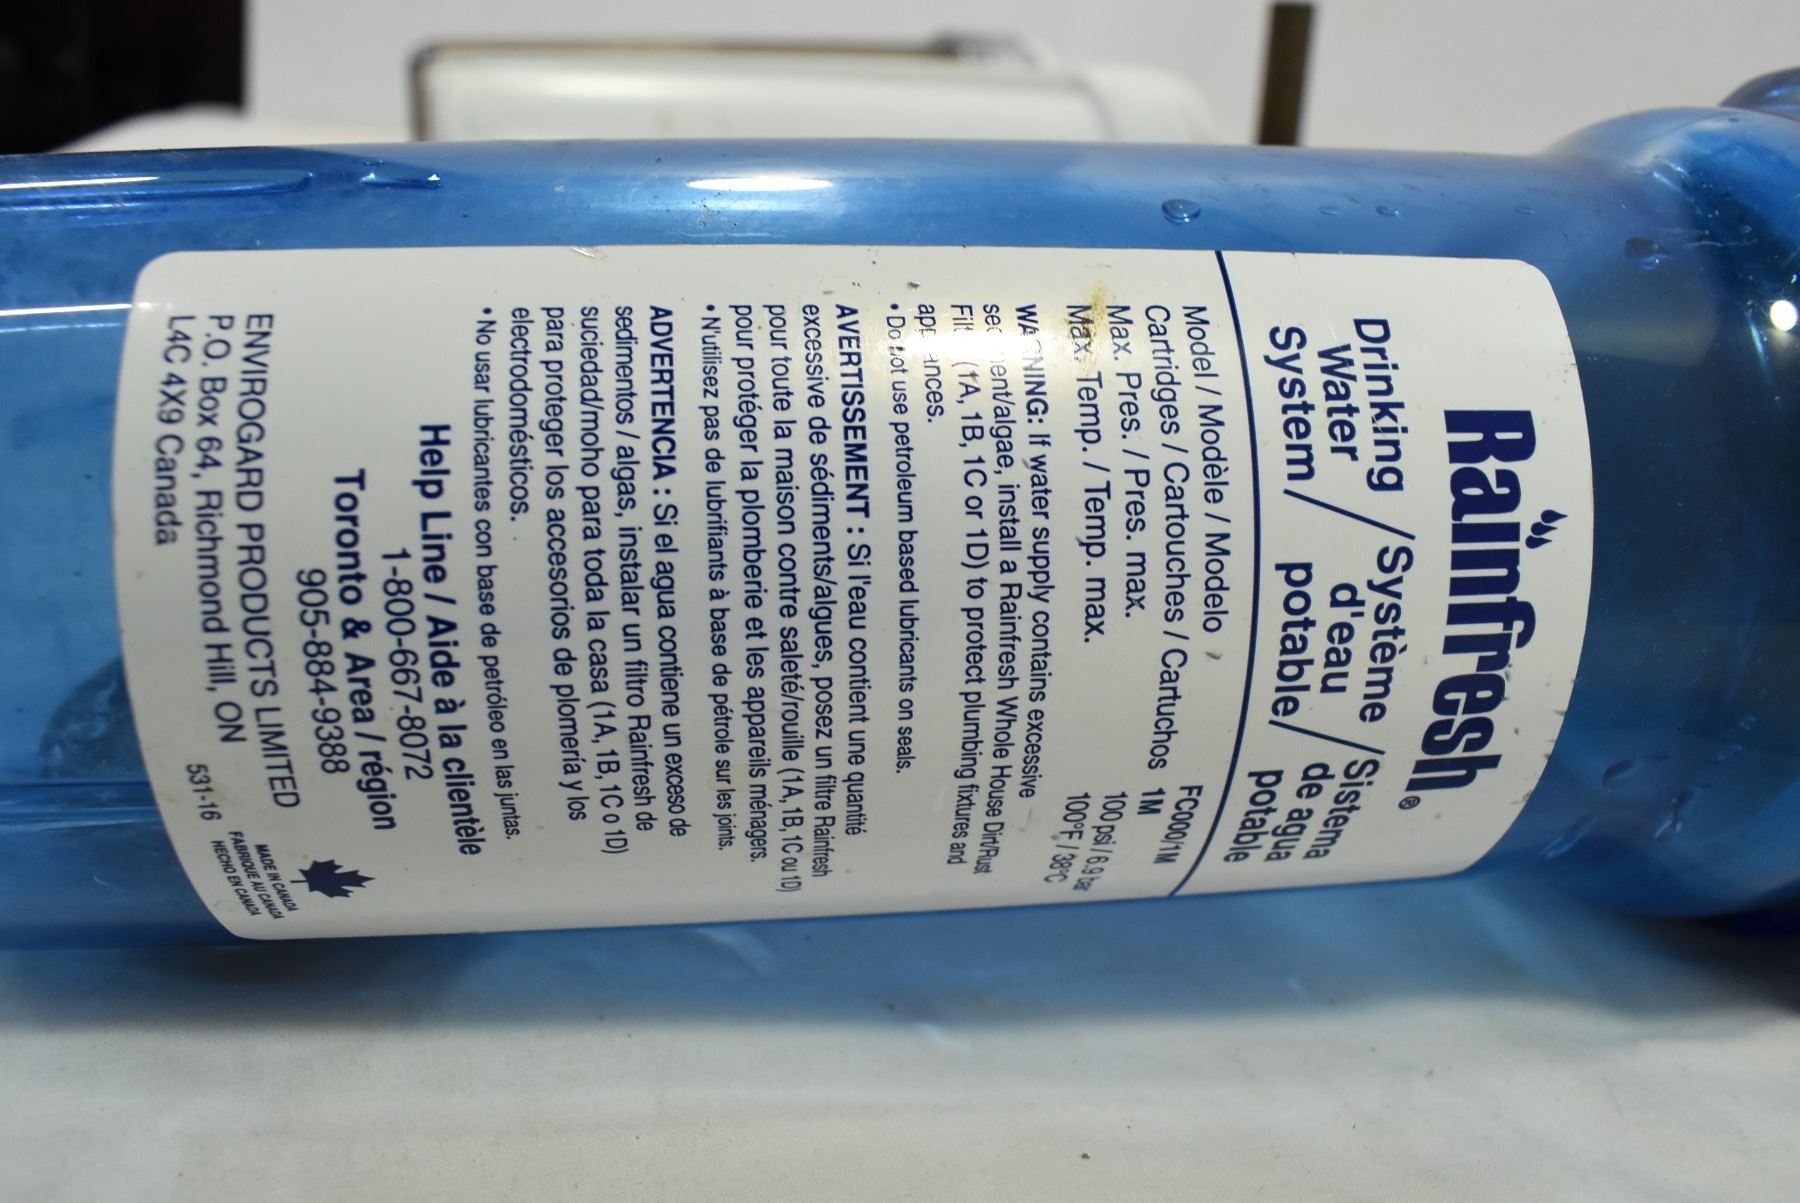 Rainfresh®
Drinking Water System / Système d'eau potable / Sistema de agua potable
Model / Modèle / Modelo FC000/1M
Cartridges / Cartouches / Cartuchos 1M
Max. Pres. / Pres. max. 100 psi / 6.9 bar
Max. Temp. / Temp. max. 100°F / 38°C
WARNING: If water supply contains excessive
sediment/algae, install a Rainfresh Whole House Dirt/Rust
Filter (1A, 1B, 1C or 1D) to protect plumbing fixtures and
appliances.
• Do not use petroleum based lubricants on seals.
AVERTISSEMENT : Si l'eau contient une quantité
excessive de sédiments/algues, posez un filtre Rainfresh
pour toute la maison contre saleté/rouille (1A, 1B, 1C ou 1D)
pour protéger la plomberie et les appareils ménagers.
• N'utilisez pas de lubrifiants à base de pétrole sur les joints.
ADVERTENCIA : Si el agua contiene un exceso de
sedimentos / algas, instalar un filtro Rainfresh de
suciedad/moho para toda la casa (1A, 1B, 1C o 1D)
para proteger los accesorios de plomería y los
electrodomésticos.
• No usar lubricantes con base de petróleo en las juntas.
Help Line / Aide à la clientèle
1-800-667-8072
Toronto & Area / région
905-884-9388
ENVIROGARD PRODUCTS LIMITED
P.O. Box 64, Richmond Hill, ON
L4C 4X9 Canada
531-16
MADE IN CANADA
FABRIQUE AU CANADA
HECHO EN CANADA